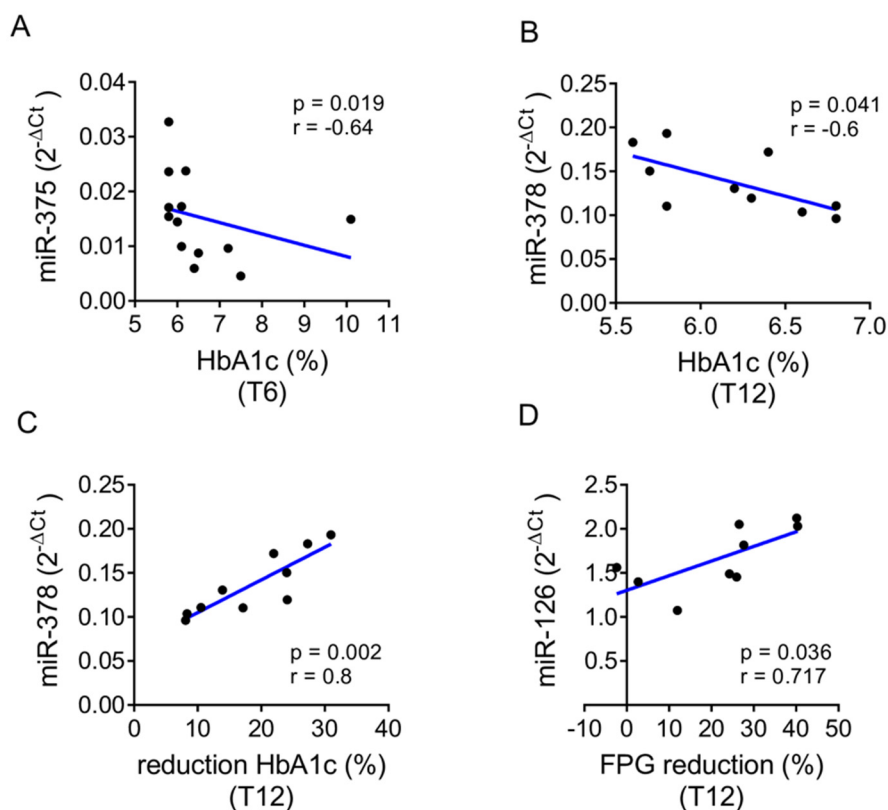 A
miR-375 (2^-ΔCt)
0.04
0.03
0.02
0.01
0.00
p = 0.019
r = -0.64
5 6 7 8 9 10 11
HbA1c (%)
(T6)
B
miR-378 (2^-ΔCt)
0.25
0.20
0.15
0.10
0.05
0.00
p = 0.041
r = -0.6
5.5 6.0 6.5 7.0
HbA1c (%)
(T12)
C
miR-378 (2^-ΔCt)
0.25
0.20
0.15
0.10
0.05
0.00
p = 0.002
r = 0.8
0 10 20 30 40
reduction HbA1c (%)
(T12)
D
miR-126 (2^-ΔCt)
2.5
2.0
1.5
1.0
0.5
p = 0.036
r = 0.717
-10 0 10 20 30 40 50
FPG reduction (%)
(T12)